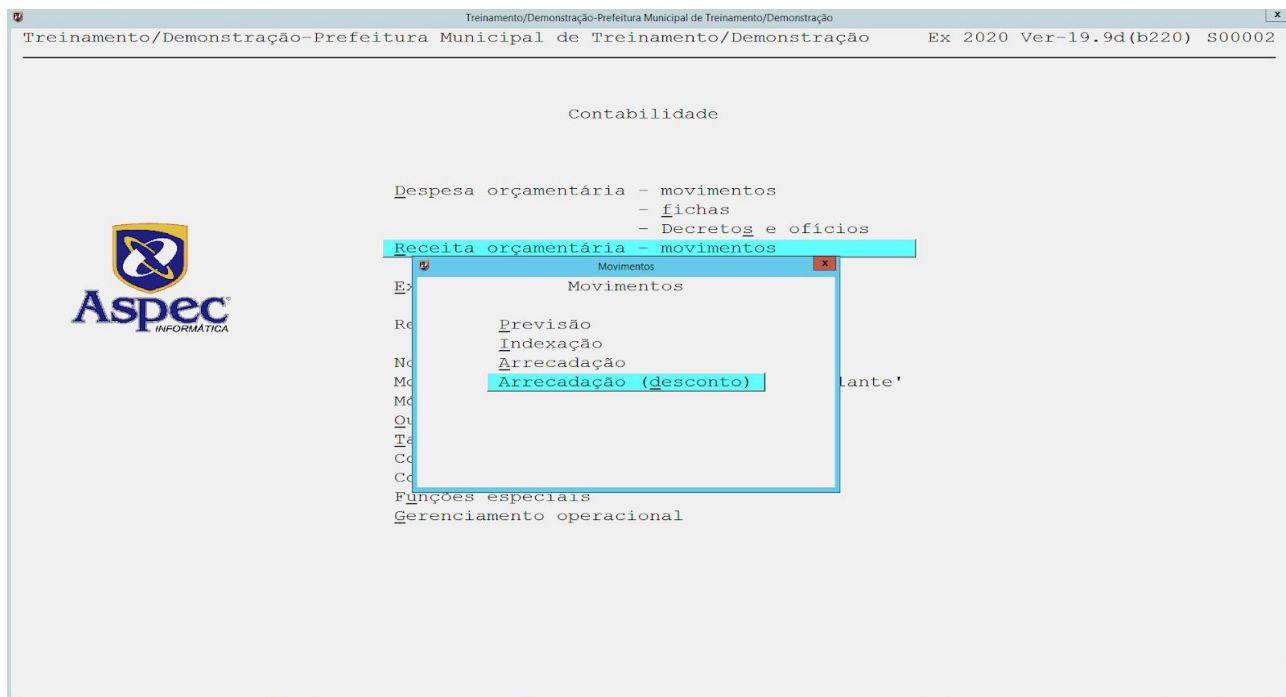 Treinamento/Demonstração-Prefeitura Municipal de Treinamento/Demonstração x
Treinamento/Demonstração-Prefeitura Municipal de Treinamento/Demonstração Ex 2020 Ver-19.9d(b220) S00002
Contabilidade
Despesa orçamentária - movimentos
- fichas
- Decretos e ofícios
Receita orçamentária - movimentos
Movimentos x
Movimentos
Previsão
Indexação
Arrecadação
Arrecadação (desconto)
lante'
Funções especiais
Gerenciamento operacional
Aspec
INFORMÁTICA